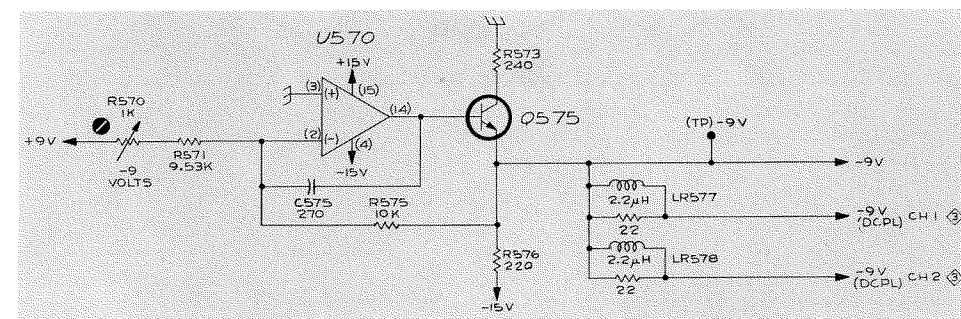 U570
+15V
R573
240
(3)
(+)
(15)
R570
1K
(14)
Q575
(TP) -9V
(2)
(-)
+9V
R571
9.53K
(4)
-15V
-9V
-9
VOLTS
2.2µH
LR577
C575
270
R575
10K
22
-9V
(DCPL)
CH 1
3
R576
220
2.2µH
LR578
22
-9V
(DCPL)
CH 2
3
-15V